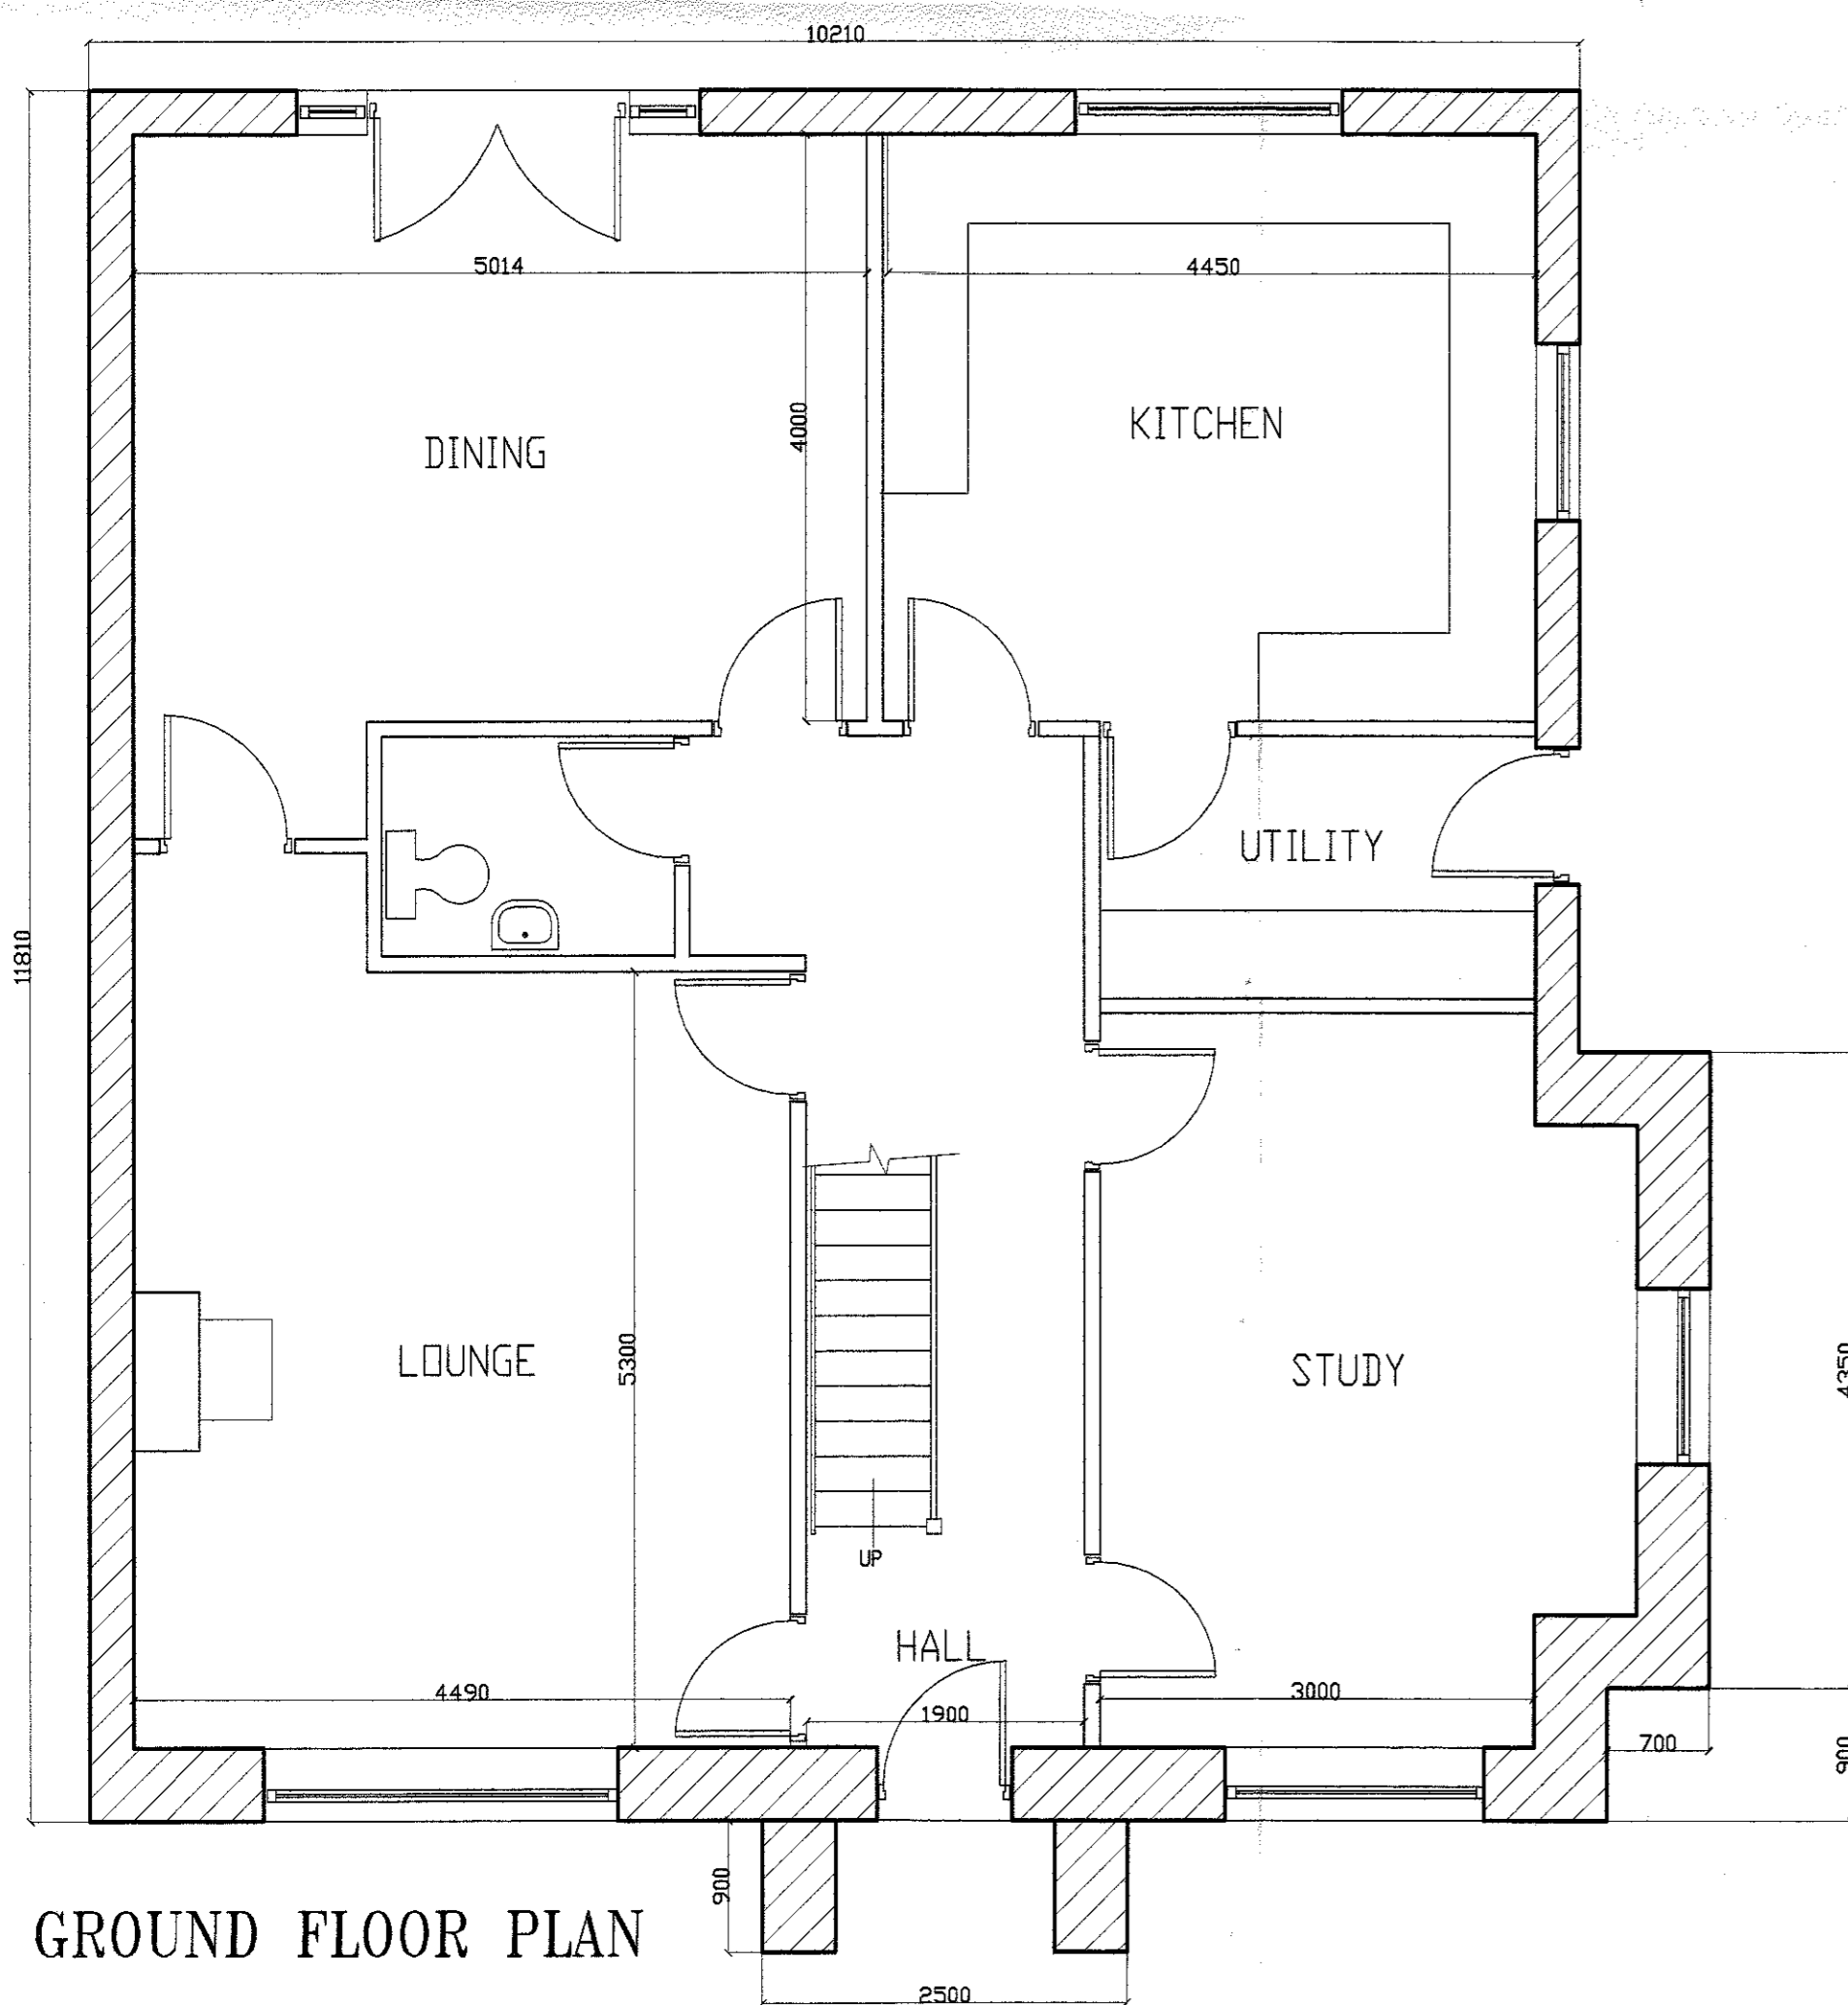 10210
5014
4450
4000
KITCHEN
DINING
UTILITY
11810
5300
LOUNGE
STUDY
4350
UP
HALL
4490
1900
3000
700
900
900
GROUND FLOOR PLAN
2500